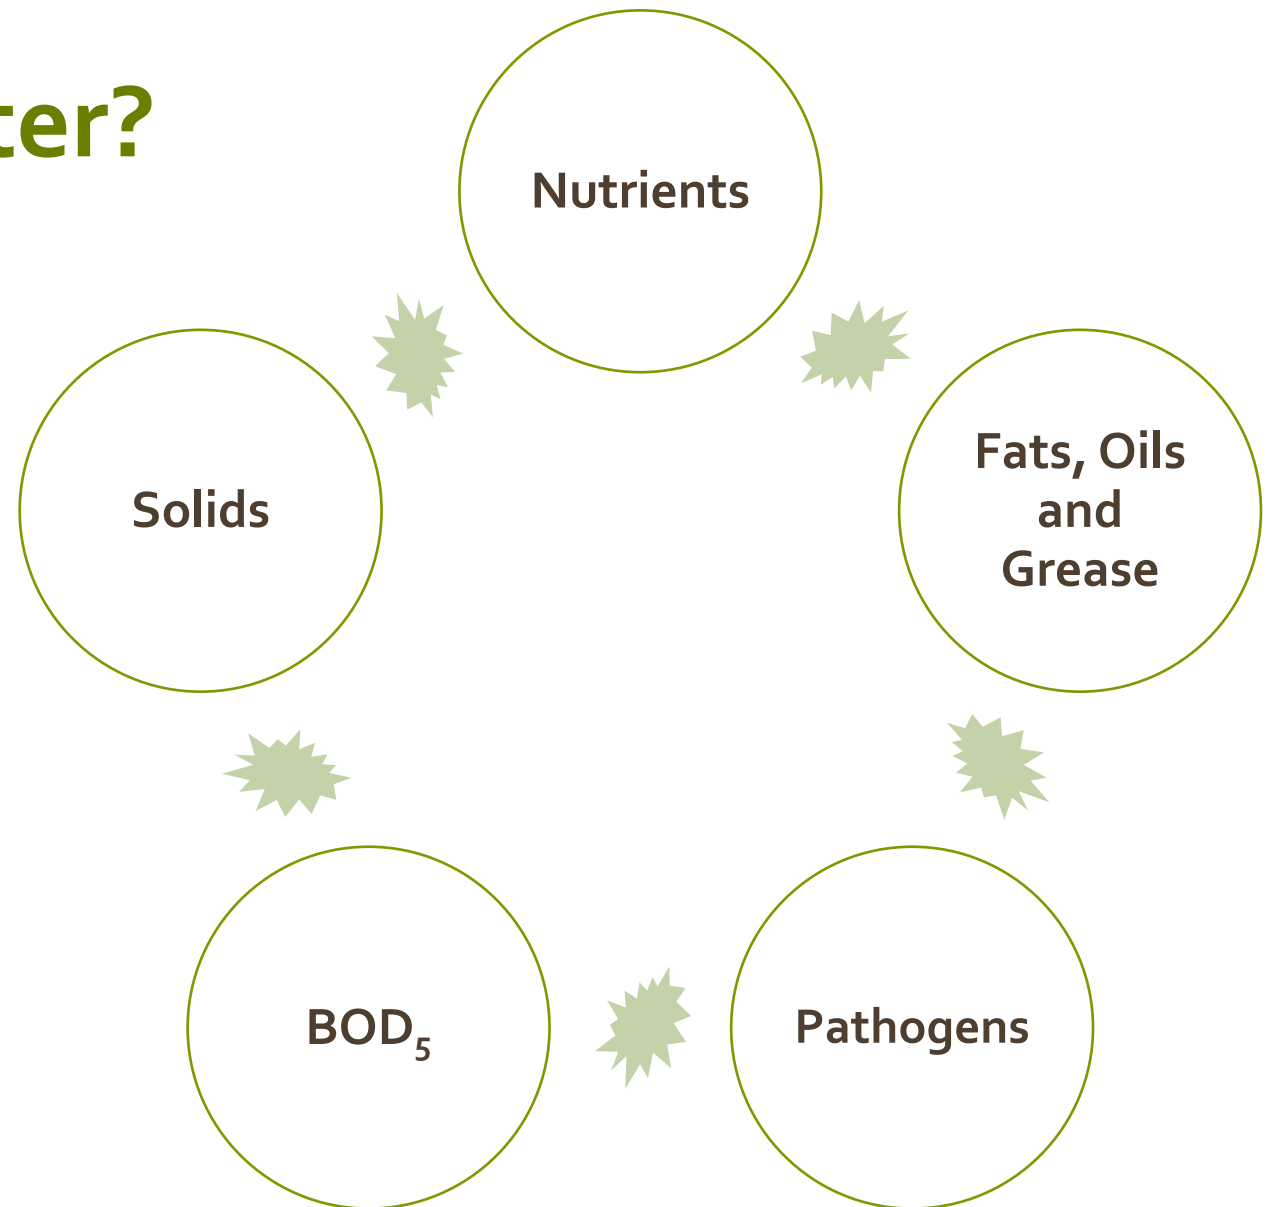 ter?
Nutrients
Fats, Oils
and
Grease
Solids
BOD₅
Pathogens